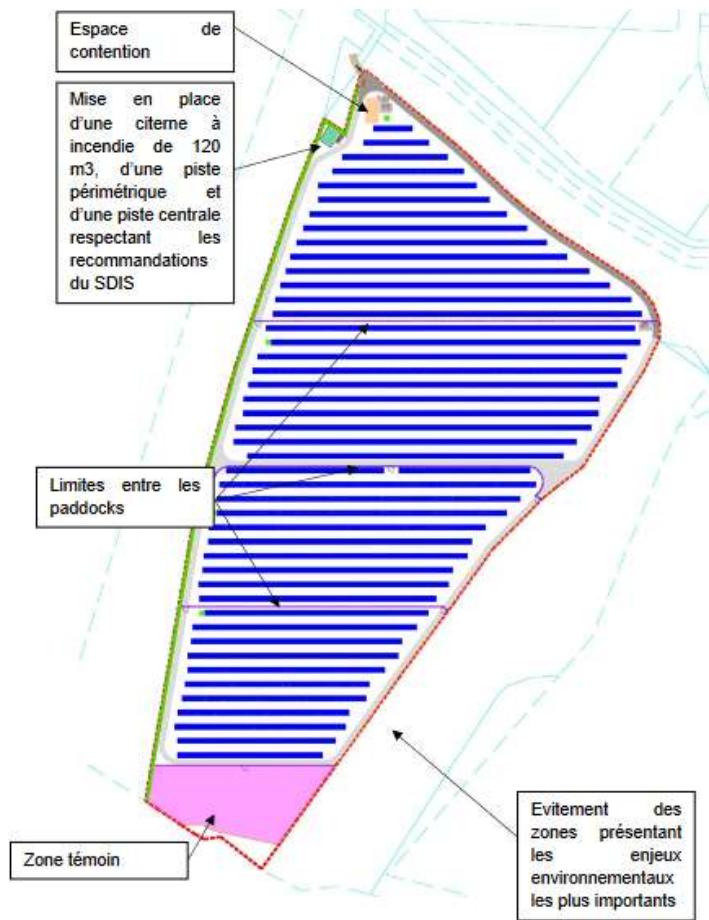 Espace de
contention
Mise en place
d'une citerne à
incendie de 120
m3, d'une piste
périmétrique et
d'une piste centrale
respectant les
recommandations
du SDIS
Limites entre les
paddocks
Zone témoin
Evitement des
zones présentant
les enjeux
environnementaux
les plus importants